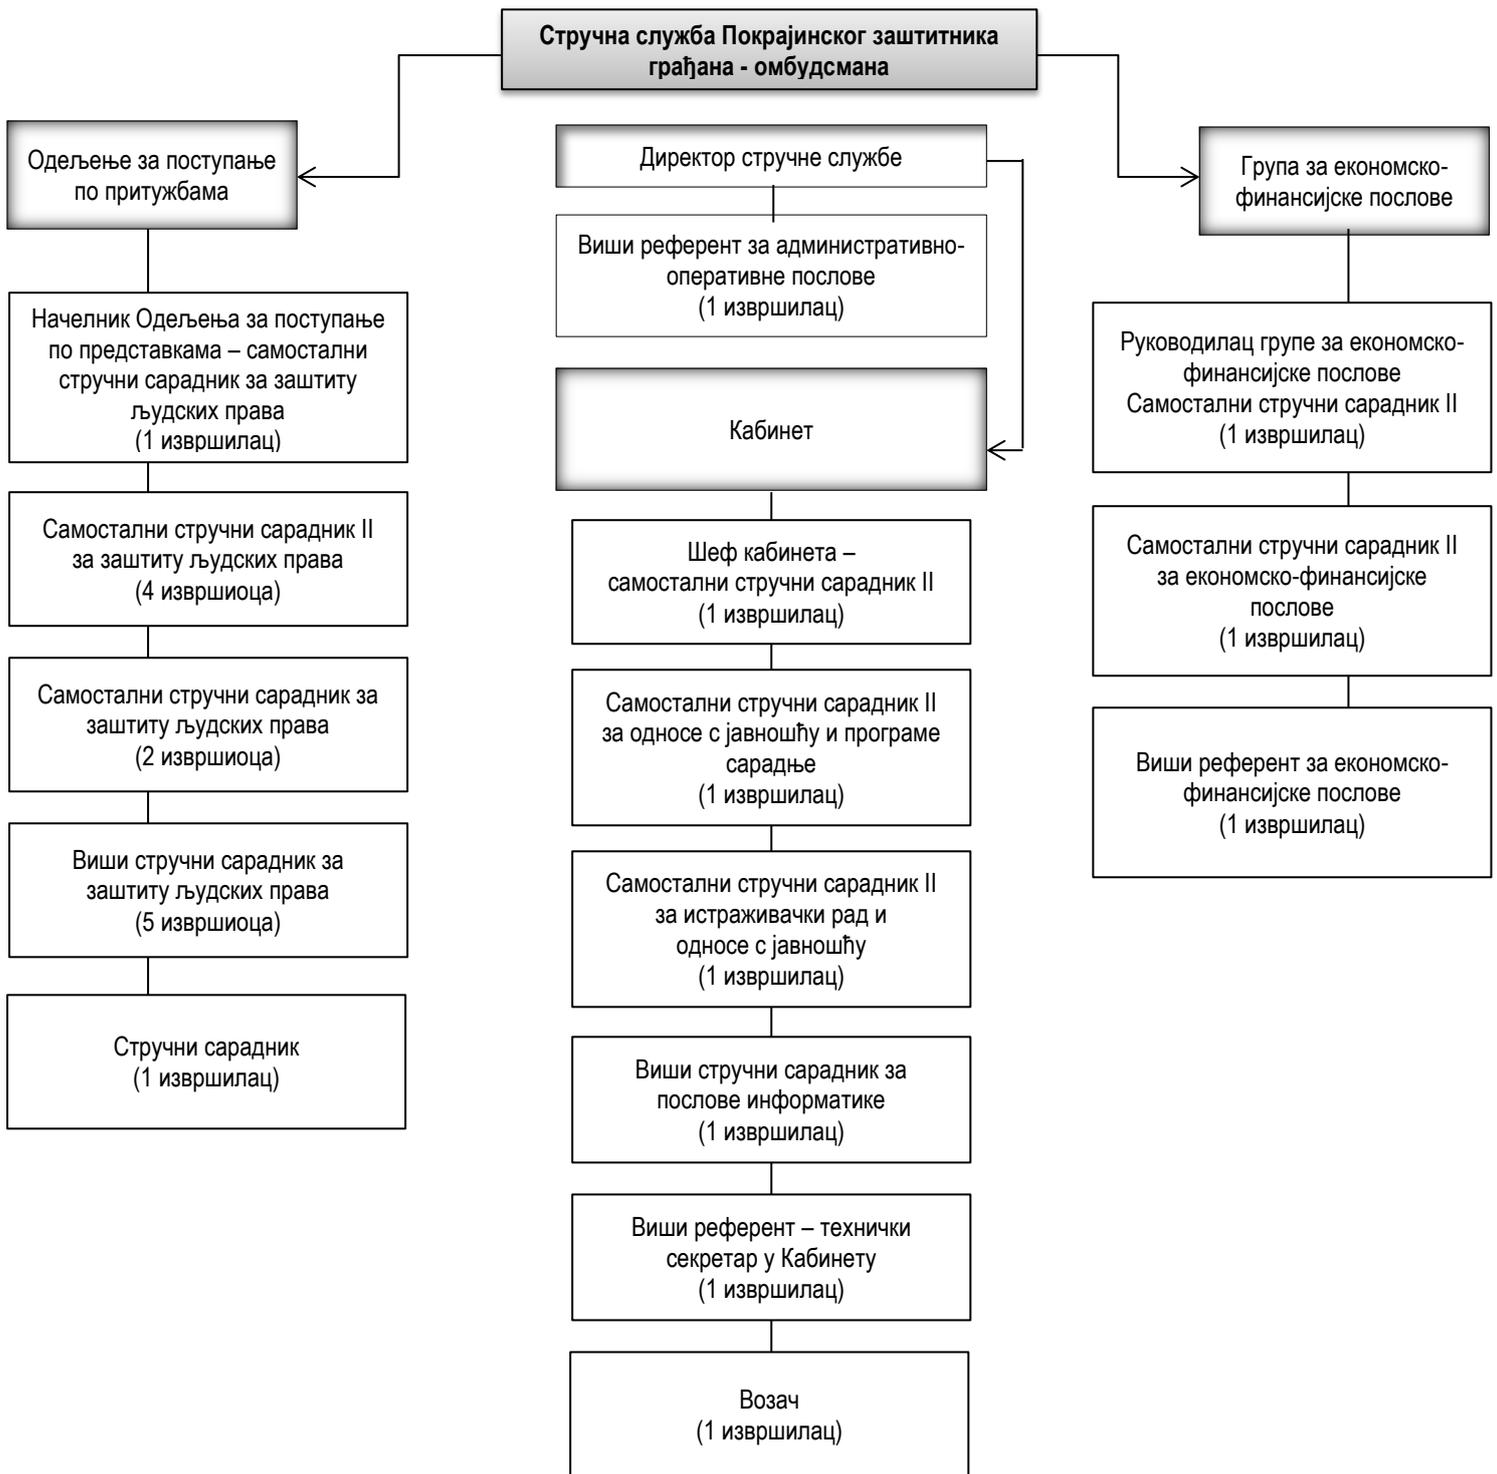 Стручна служба Покрајинског заштитника
грађана - омбудсмана
Одељење за поступање
по притужбама
Начелник Одељења за поступање
по представкама – самостални
стручни сарадник за заштиту
људских права
(1 извршилац)
Самостални стручни сарадник II
за заштиту људских права
(4 извршиоца)
Самостални стручни сарадник за
заштиту људских права
(2 извршиоца)
Виши стручни сарадник за
заштиту људских права
(5 извршиоца)
Стручни сарадник
(1 извршилац)
Директор стручне службе
Виши референт за административно-
оперативне послове
(1 извршилац)
Кабинет
Шеф кабинета –
самостални стручни сарадник II
(1 извршилац)
Самостални стручни сарадник II
за односе с јавношћу и програме
сарадње
(1 извршилац)
Самостални стручни сарадник II
за истраживачки рад и
односе с јавношћу
(1 извршилац)
Виши стручни сарадник за
послове информатике
(1 извршилац)
Виши референт – технички
секретар у Кабинету
(1 извршилац)
Возач
(1 извршилац)
Група за економско-
финансијске послове
Руководилац групе за економско-
финансијске послове
Самостални стручни сарадник II
(1 извршилац)
Самостални стручни сарадник II
за економско-финансијске
послове
(1 извршилац)
Виши референт за економско-
финансијске послове
(1 извршилац)